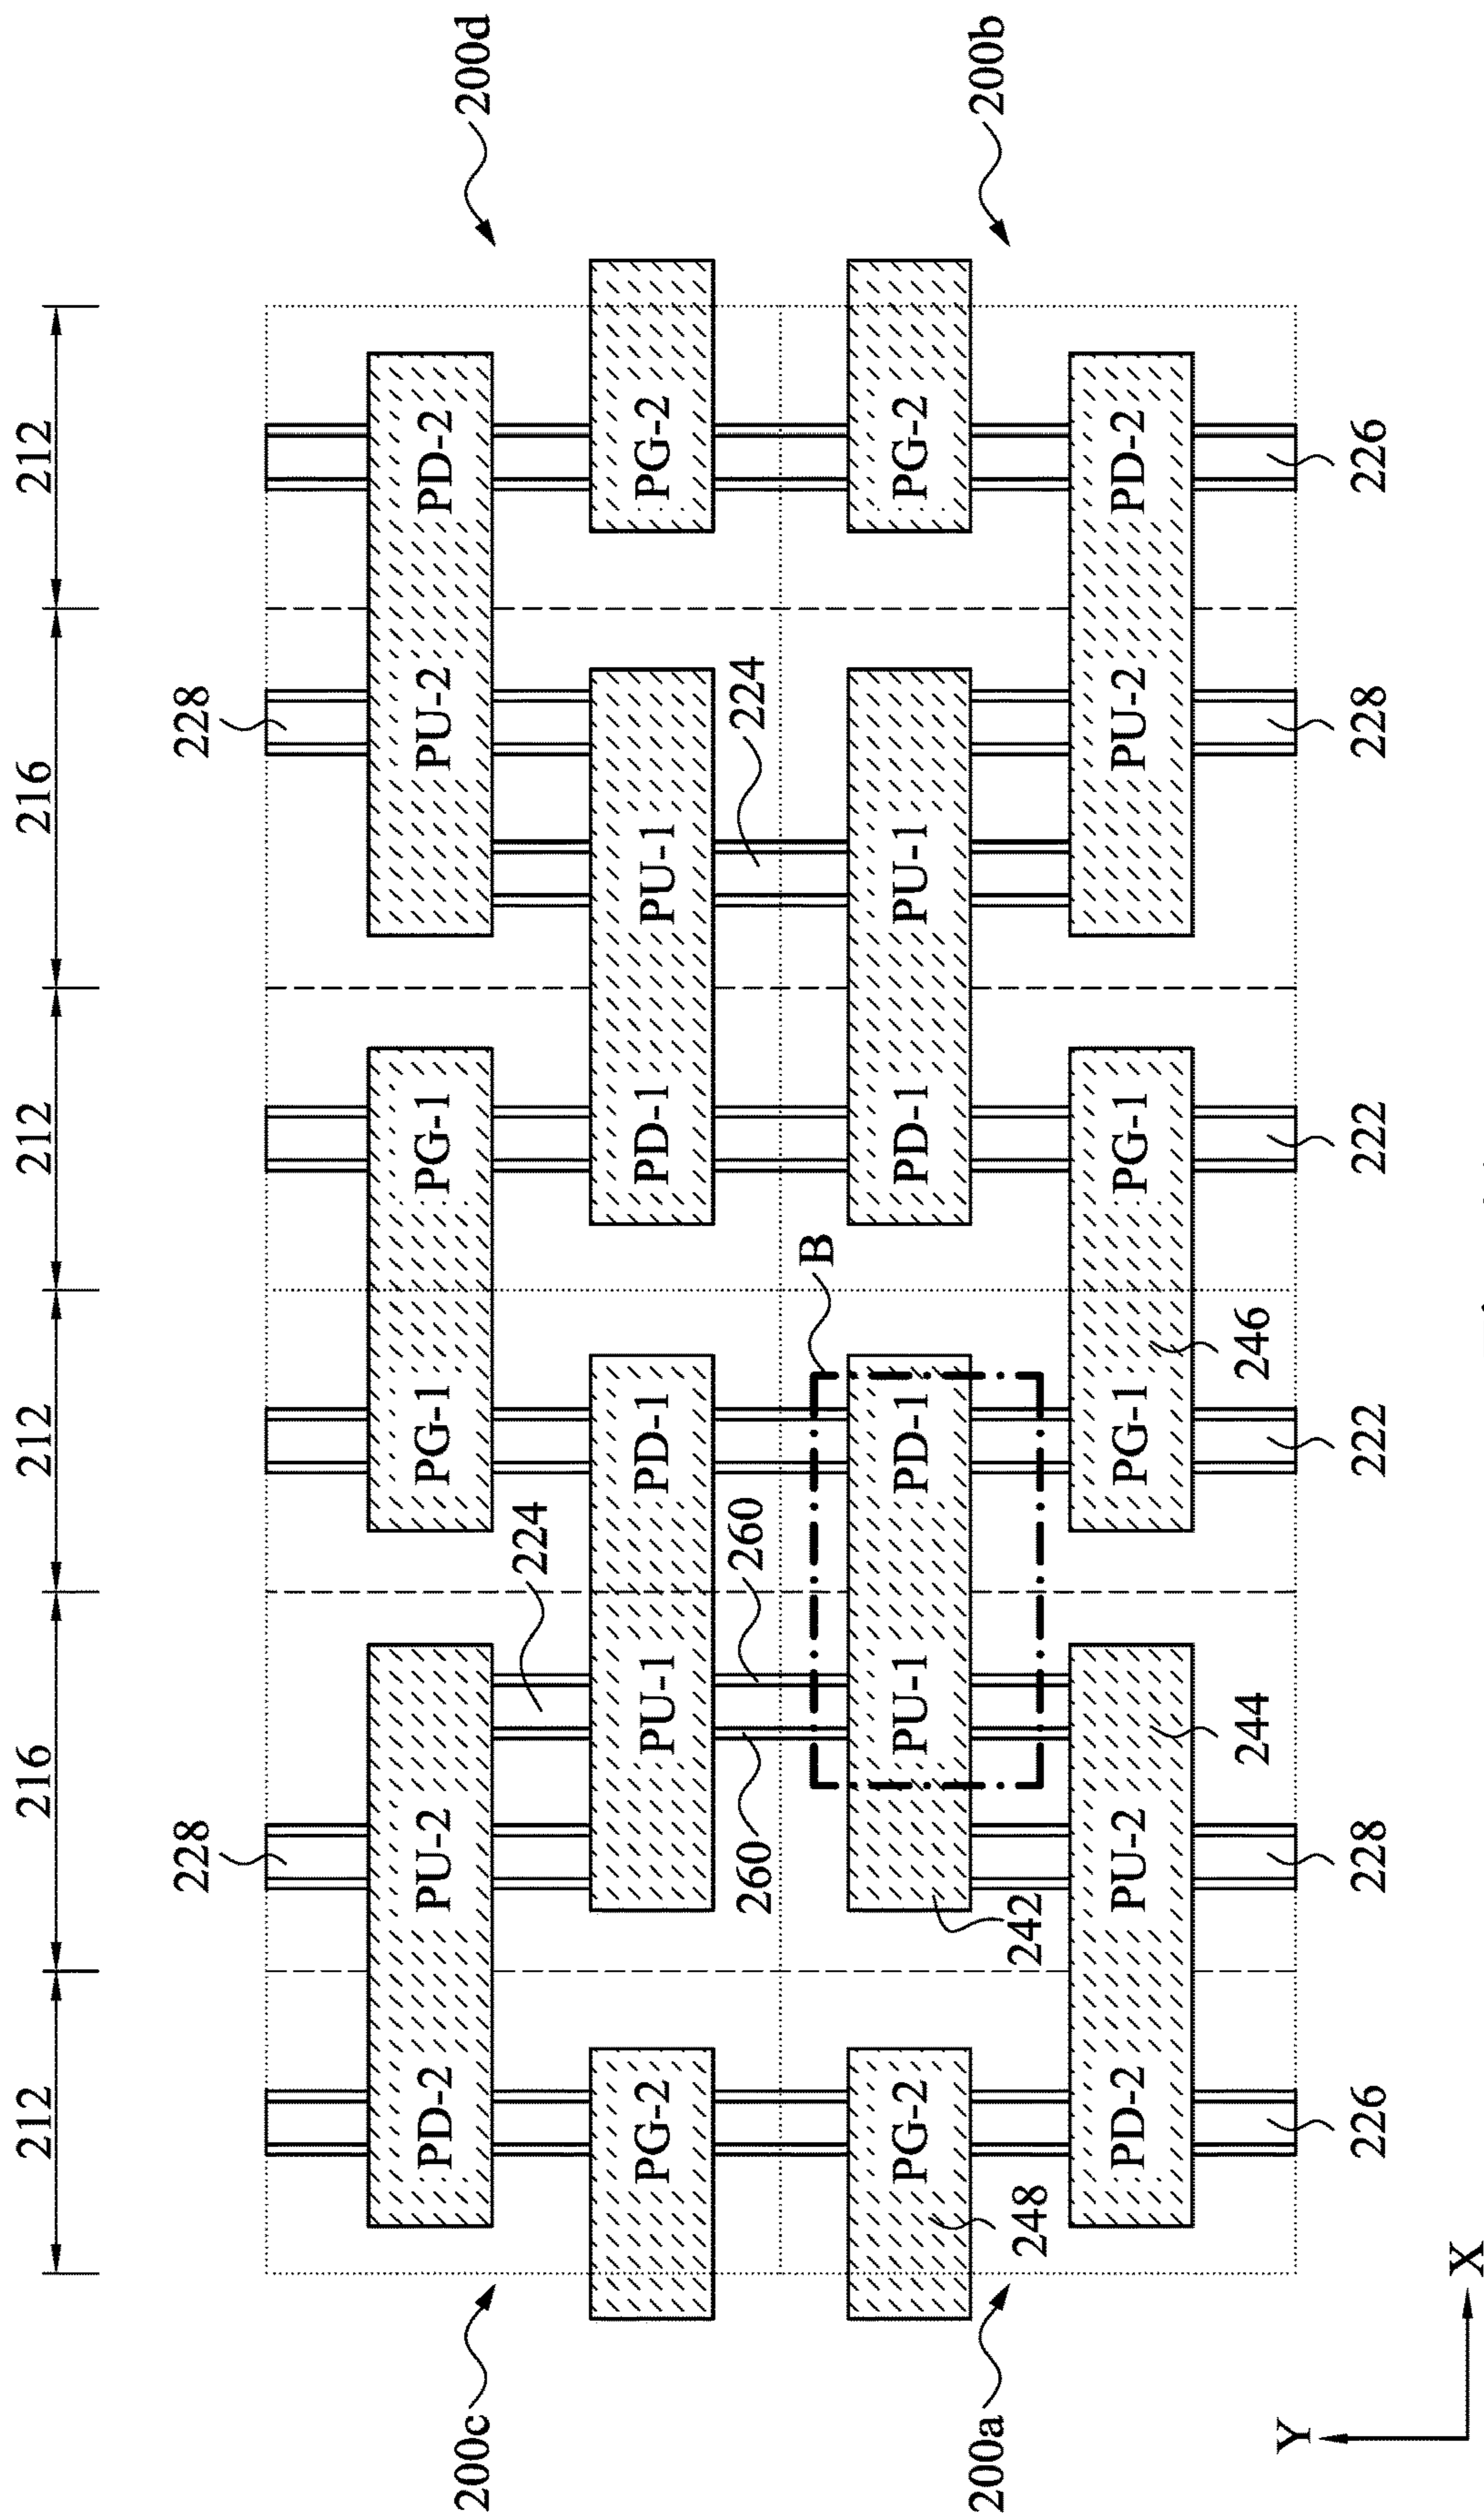 212 216 212 212 216 212
228 228
PD-2 PU-2 PG-1 PG-1 PU-2 PD-2
200c 200d
224
PG-2 PU-1 PD-1 PD-1 PU-1 PG-2
260 260 224
B
PG-2 PU-1 PD-1 PD-1 PU-1 PG-2
200a 200b
248 242
PD-2 PU-2 PG-1 PG-1 PU-2 PD-2
244 246
Y
226 228 222 222 228 226
X